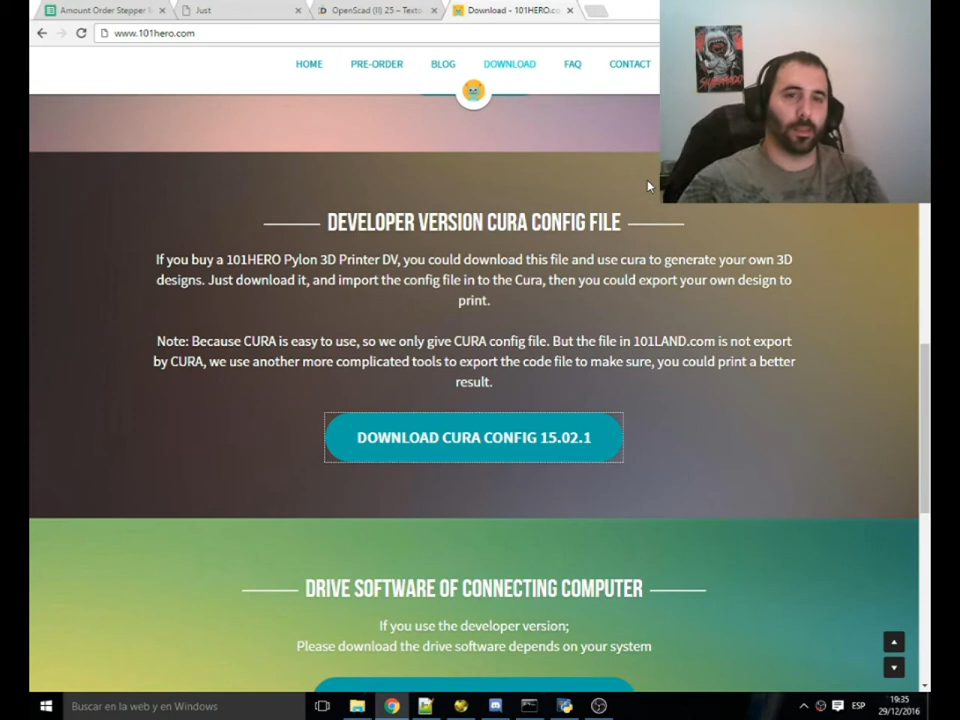 Amount Order Stepper
Just
OpenScad (II) 25 – Text
Download - 101HERO.c
www.101hero.com
HOME
PRE-ORDER
BLOG
DOWNLOAD
FAQ
CONTACT
DEVELOPER VERSION CURA CONFIG FILE
If you buy a 101HERO Pylon 3D Printer DV, you could download this file and use cura to generate your own 3D
designs. Just download it, and import the config file in to the Cura, then you could export your own design to
print.
Note: Because CURA is easy to use, so we only give CURA config file. But the file in 101LAND.com is not export
by CURA, we use another more complicated tools to export the code file to make sure, you could print a better
result.
DOWNLOAD CURA CONFIG 15.02.1
DRIVE SOFTWARE OF CONNECTING COMPUTER
If you use the developer version;
Please download the drive software depends on your system
Buscar en la web y en Windows
ESP
19:35
29/12/2016